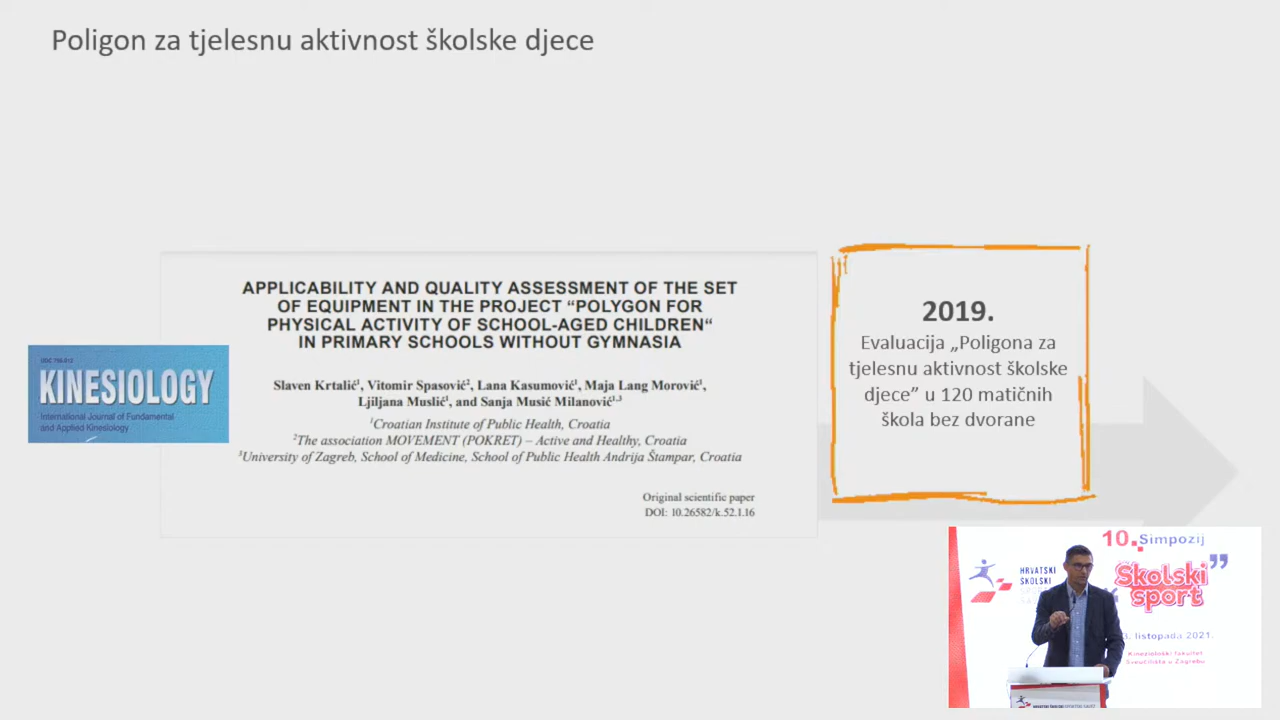 Poligon za tjelesnu aktivnost školske djece
APPLICABILITY AND QUALITY ASSESSMENT OF THE SET
OF EQUIPMENT IN THE PROJECT “POLYGON FOR
PHYSICAL ACTIVITY OF SCHOOL-AGED CHILDREN“
IN PRIMARY SCHOOLS WITHOUT GYMNASIA
Slaven Krtalić¹, Vitomir Spasović², Lana Kasumović¹, Maja Lang Morović¹,
Ljiljana Muslić¹, and Sanja Musić Milanović¹,³
¹Croatian Institute of Public Health, Croatia
²The association MOVEMENT (POKRET) – Active and Healthy, Croatia
³University of Zagreb, School of Medicine, School of Public Health Andrija Štampar, Croatia
Original scientific paper
DOI: 10.26582/k.52.1.16
KINESIOLOGY
International Journal of Fundamental
and Applied Kinesiology
2019.
Evaluacija „Poligona za
tjelesnu aktivnost školske
djece” u 120 matičnih
škola bez dvorane
10. Simpozij
Školski
sport”
HRVATSKI
ŠKOLSKI
listopada 2021.
Kineziološki fakultet
Sveučilišta u Zagrebu